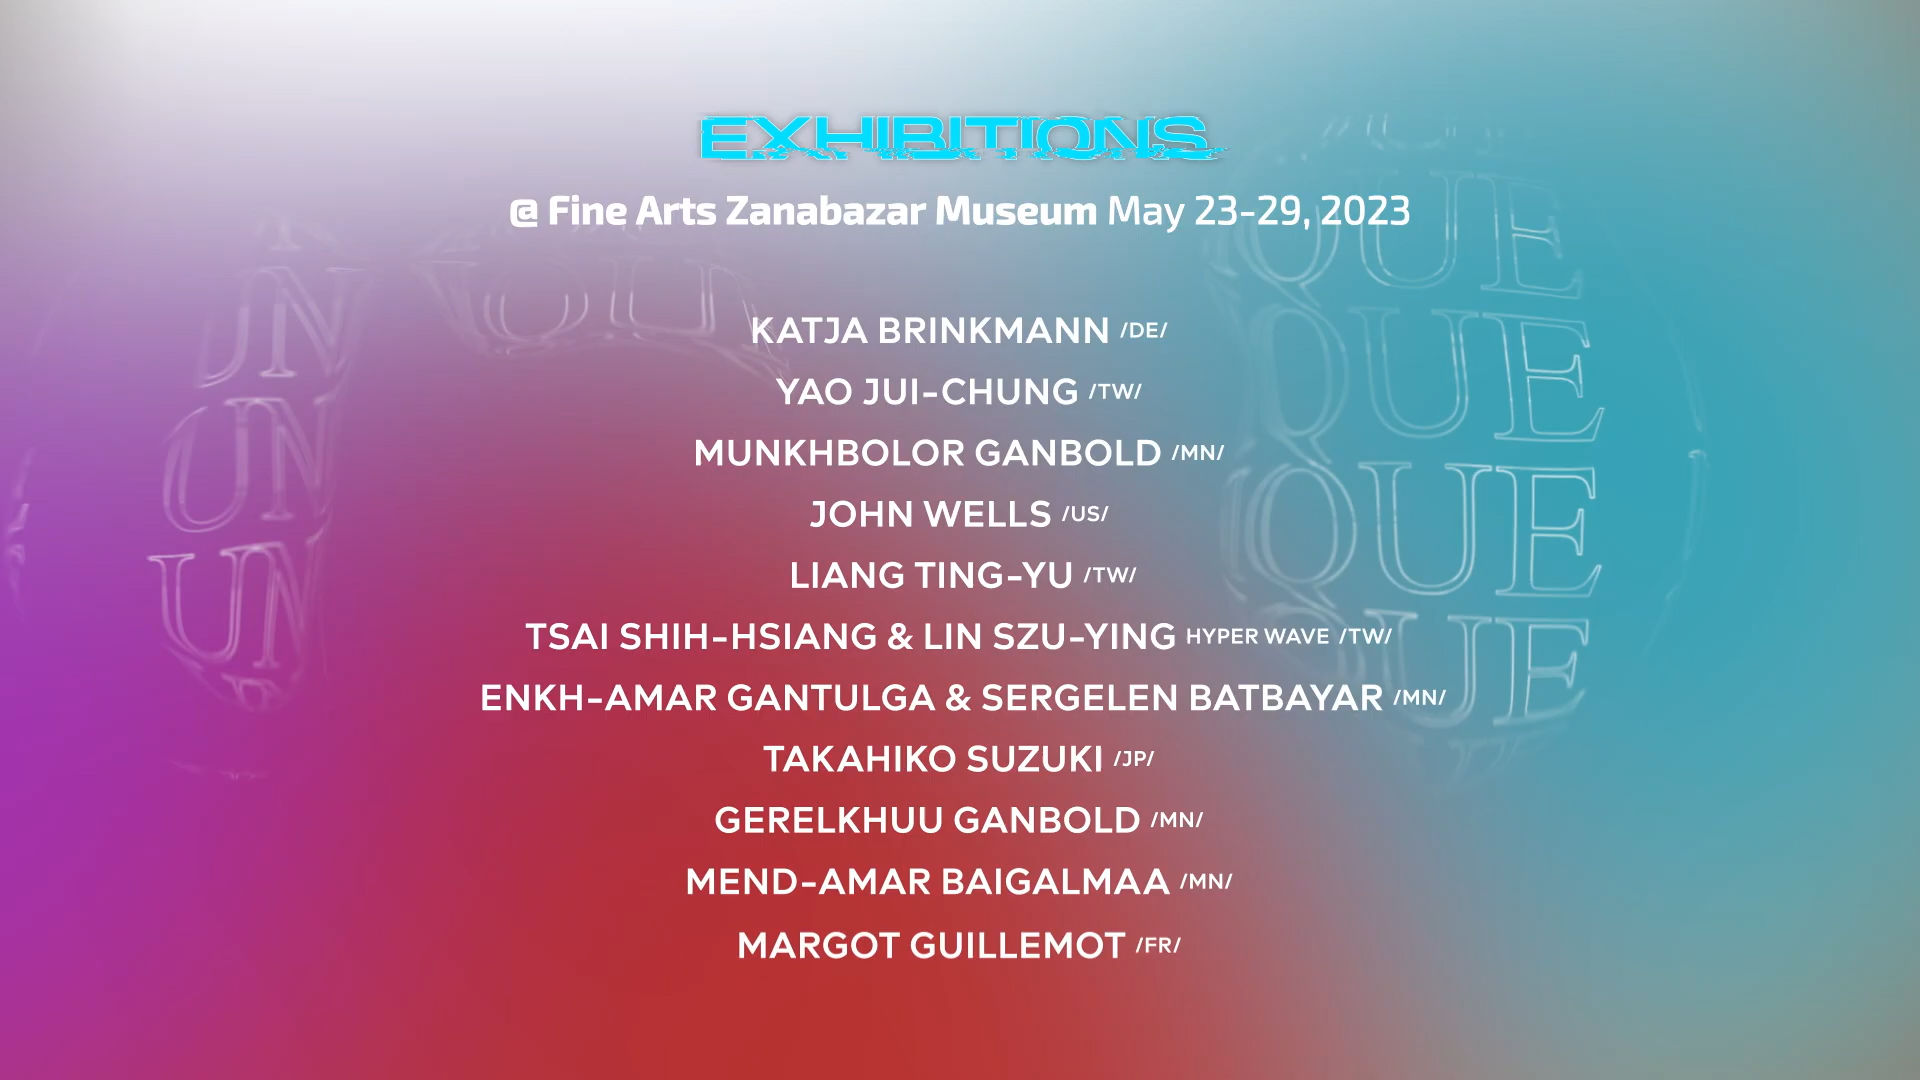 EXHIBITIONS
@ Fine Arts Zanabazar Museum May 23-29, 2023
KATJA BRINKMANN /DE/
YAO JUI-CHUNG /TW/
MUNKHBOLOR GANBOLD /MN/
JOHN WELLS /US/
LIANG TING-YU /TW/
TSAI SHIH-HSIANG & LIN SZU-YING HYPER WAVE /TW/
ENKH-AMAR GANTULGA & SERGELEN BATBAYAR /MN/
TAKAHIKO SUZUKI /JP/
GERELKHUU GANBOLD /MN/
MEND-AMAR BAIGALMAA /MN/
MARGOT GUILLEMOT /FR/